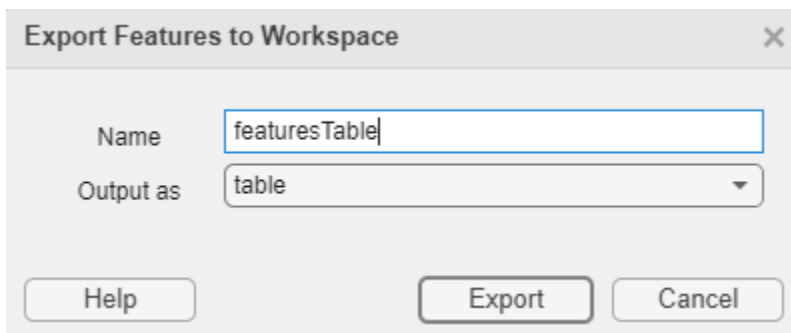 Export Features to Workspace
Name featuresTable
Output as table
Help Export Cancel